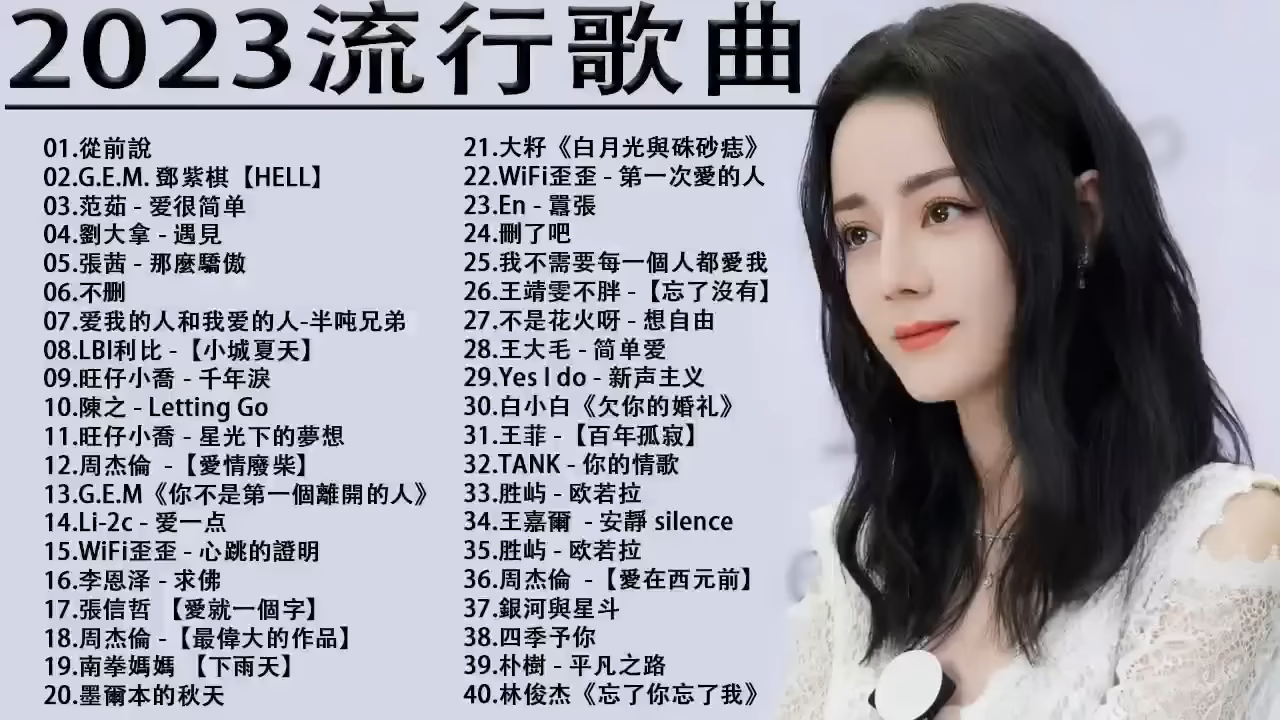 2023流行歌曲
01.從前說
02.G.E.M. 鄧紫棋【HELL】
03.范茹 - 爱很简单
04.劉大拿 - 遇見
05.張茜 - 那麼驕傲
06.不删
07.爱我的人和我爱的人-半吨兄弟
08.LBI利比 -【小城夏天】
09.旺仔小喬 - 千年淚
10.陳之 - Letting Go
11.旺仔小喬 - 星光下的夢想
12.周杰倫 -【愛情廢柴】
13.G.E.M《你不是第一個離開的人》
14.Li-2c - 爱一点
15.WiFi歪歪 - 心跳的證明
16.李恩泽 - 求佛
17.張信哲 【愛就一個字】
18.周杰倫 -【最偉大的作品】
19.南拳媽媽 【下雨天】
20.墨爾本的秋天
21.大籽《白月光與硃砂痣》
22.WiFi歪歪 - 第一次愛的人
23.En - 囂張
24.刪了吧
25.我不需要每一個人都愛我
26.王靖雯不胖 -【忘了沒有】
27.不是花火呀 - 想自由
28.王大毛 - 简单爱
29.Yes I do - 新声主义
30.白小白《欠你的婚礼》
31.王菲 -【百年孤寂】
32.TANK - 你的情歌
33.胜屿 - 欧若拉
34.王嘉爾 - 安靜 silence
35.胜屿 - 欧若拉
36.周杰倫 -【愛在西元前】
37.銀河與星斗
38.四季予你
39.朴樹 - 平凡之路
40.林俊杰《忘了你忘了我》